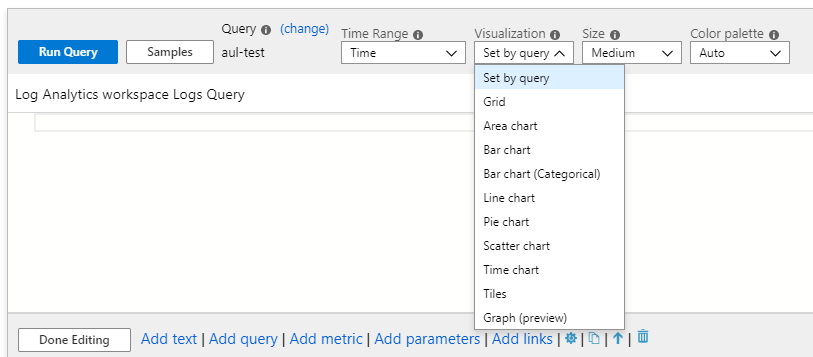 Query (change)
Time Range
Visualization
Size
Color palette
Run Query
Samples
aul-test
Time
Set by query
Medium
Auto
Log Analytics workspace Logs Query
Set by query
Grid
Area chart
Bar chart
Bar chart (Categorical)
Line chart
Pie chart
Scatter chart
Time chart
Tiles
Graph (preview)
Done Editing
Add text | Add query | Add metric | Add parameters | Add links | | | |